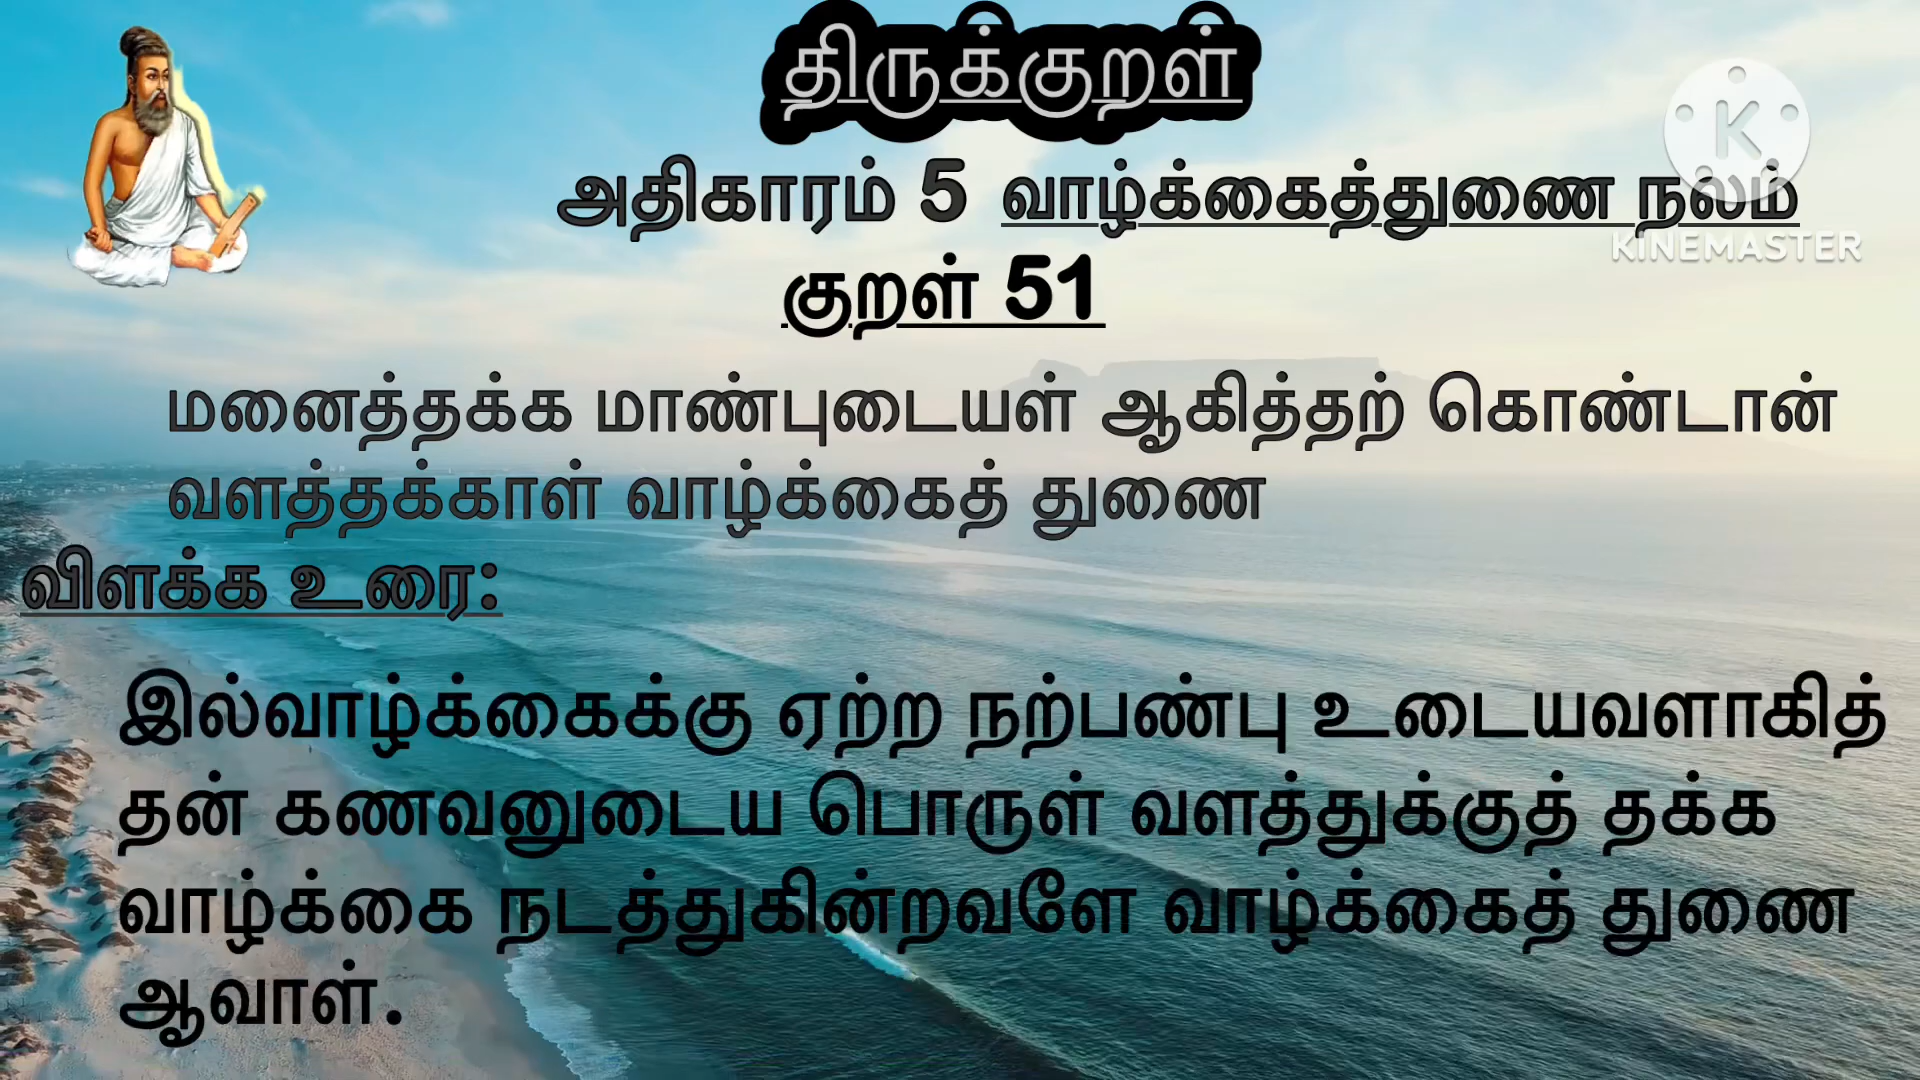 திருக்குறள்
அதிகாரம் 5 வாழ்க்கைத்துணை நலம்
KINEMASTER
குறள் 51
மனைத்தக்க மாண்புடையள் ஆகித்தற் கொண்டான்
வளத்தக்காள் வாழ்க்கைத் துணை
விளக்க உரை:
இல்வாழ்க்கைக்கு ஏற்ற நற்பண்பு உடையவளாகித்
தன் கணவனுடைய பொருள் வளத்துக்குத் தக்க
வாழ்க்கை நடத்துகின்றவளே வாழ்க்கைத் துணை
ஆவாள்.